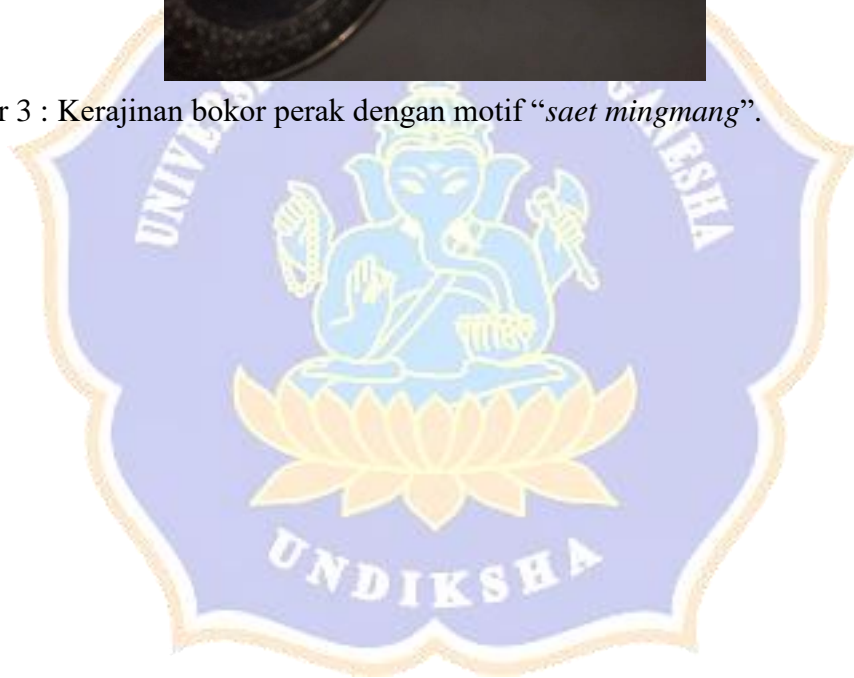 r 3 : Kerajinan bokor perak dengan motif “saet mingmang”.
UNDIKSHA